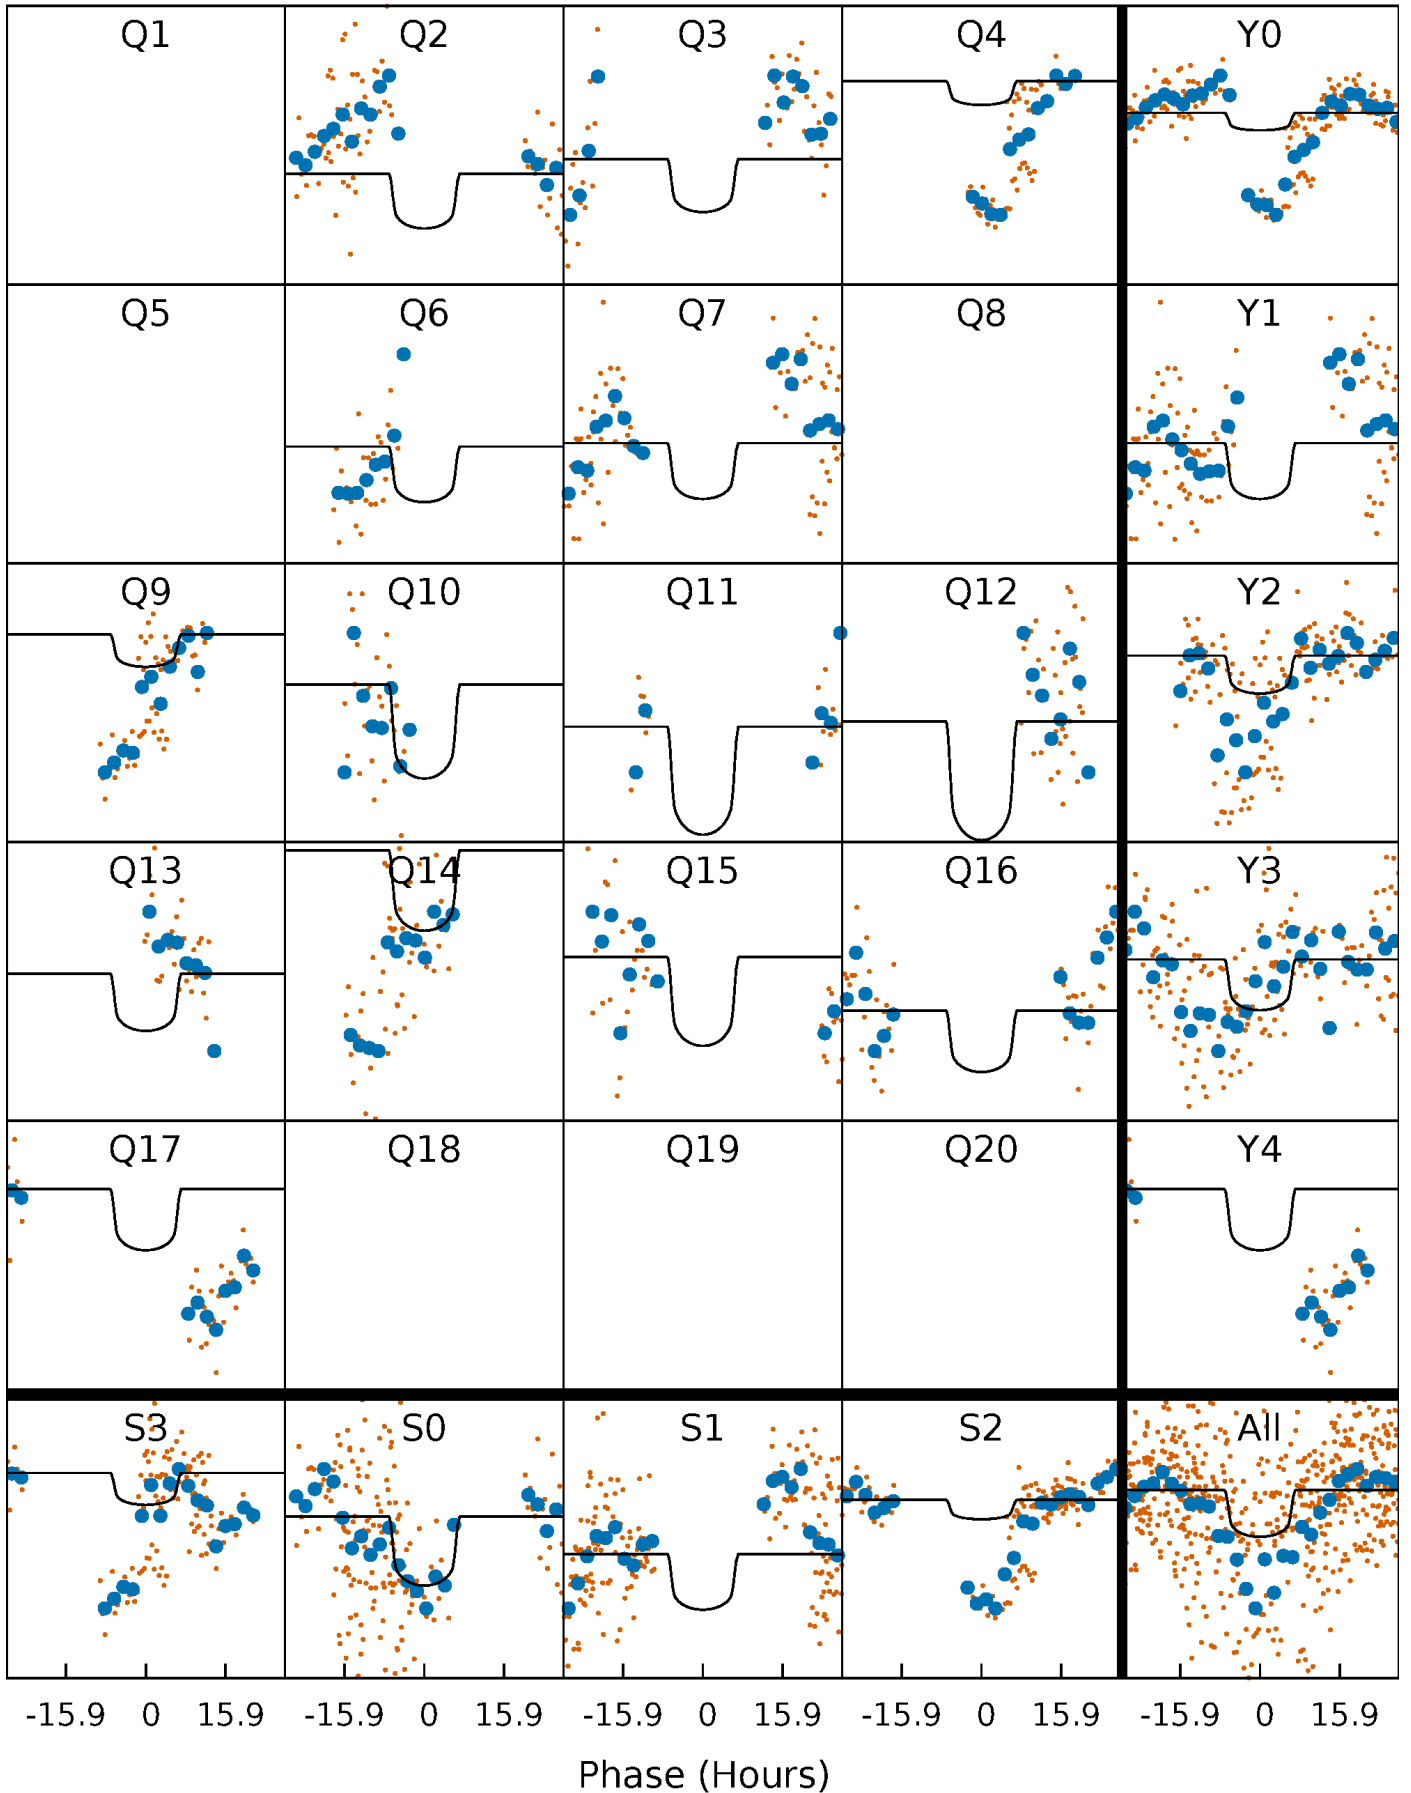 Q1 Q2 Q3 Q4 Y0
Q5 Q6 Q7 Q8 Y1
Q9 Q10 Q11 Q12 Y2
Q13 Q14 Q15 Q16 Y3
Q17 Q18 Q19 Q20 Y4
S3 S0 S1 S2 All
-15.9 0 15.9 -15.9 0 15.9 -15.9 0 15.9 -15.9 0 15.9 -15.9 0 15.9
Phase (Hours)